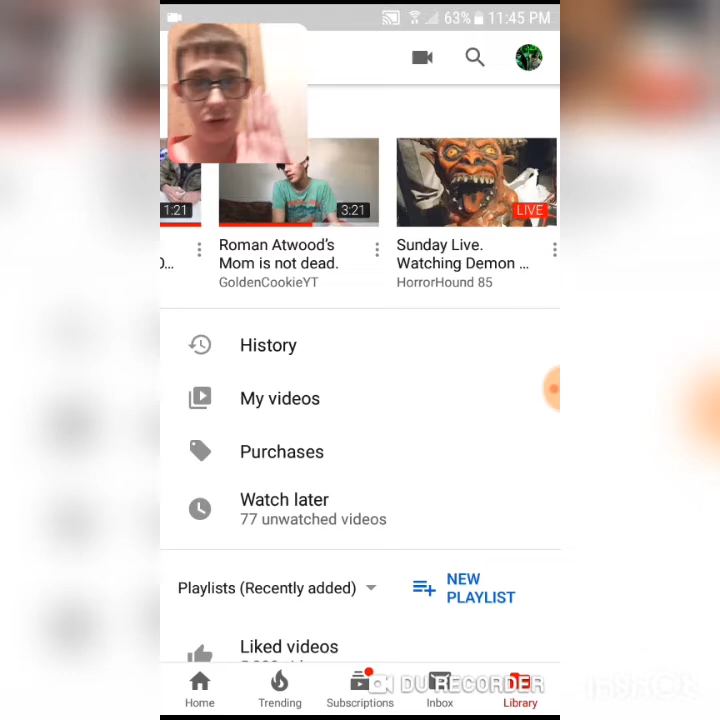 63% 11:45 PM
1:21
3:21
LIVE
0...
Roman Atwood's
Mom is not dead.
GoldenCookieYT
Sunday Live.
Watching Demon ...
HorrorHound 85
History
My videos
Purchases
Watch later
77 unwatched videos
Playlists (Recently added)
NEW
PLAYLIST
Liked videos
DU RECORDER
Home
Trending
Subscriptions
Inbox
Library